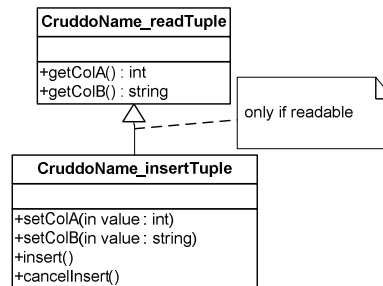 CruddoName_readTuple
+getColA() : int
+getColB() : string
only if readable
CruddoName_insertTuple
+setColA(in value : int)
+setColB(in value : string)
+insert()
+cancelInsert()